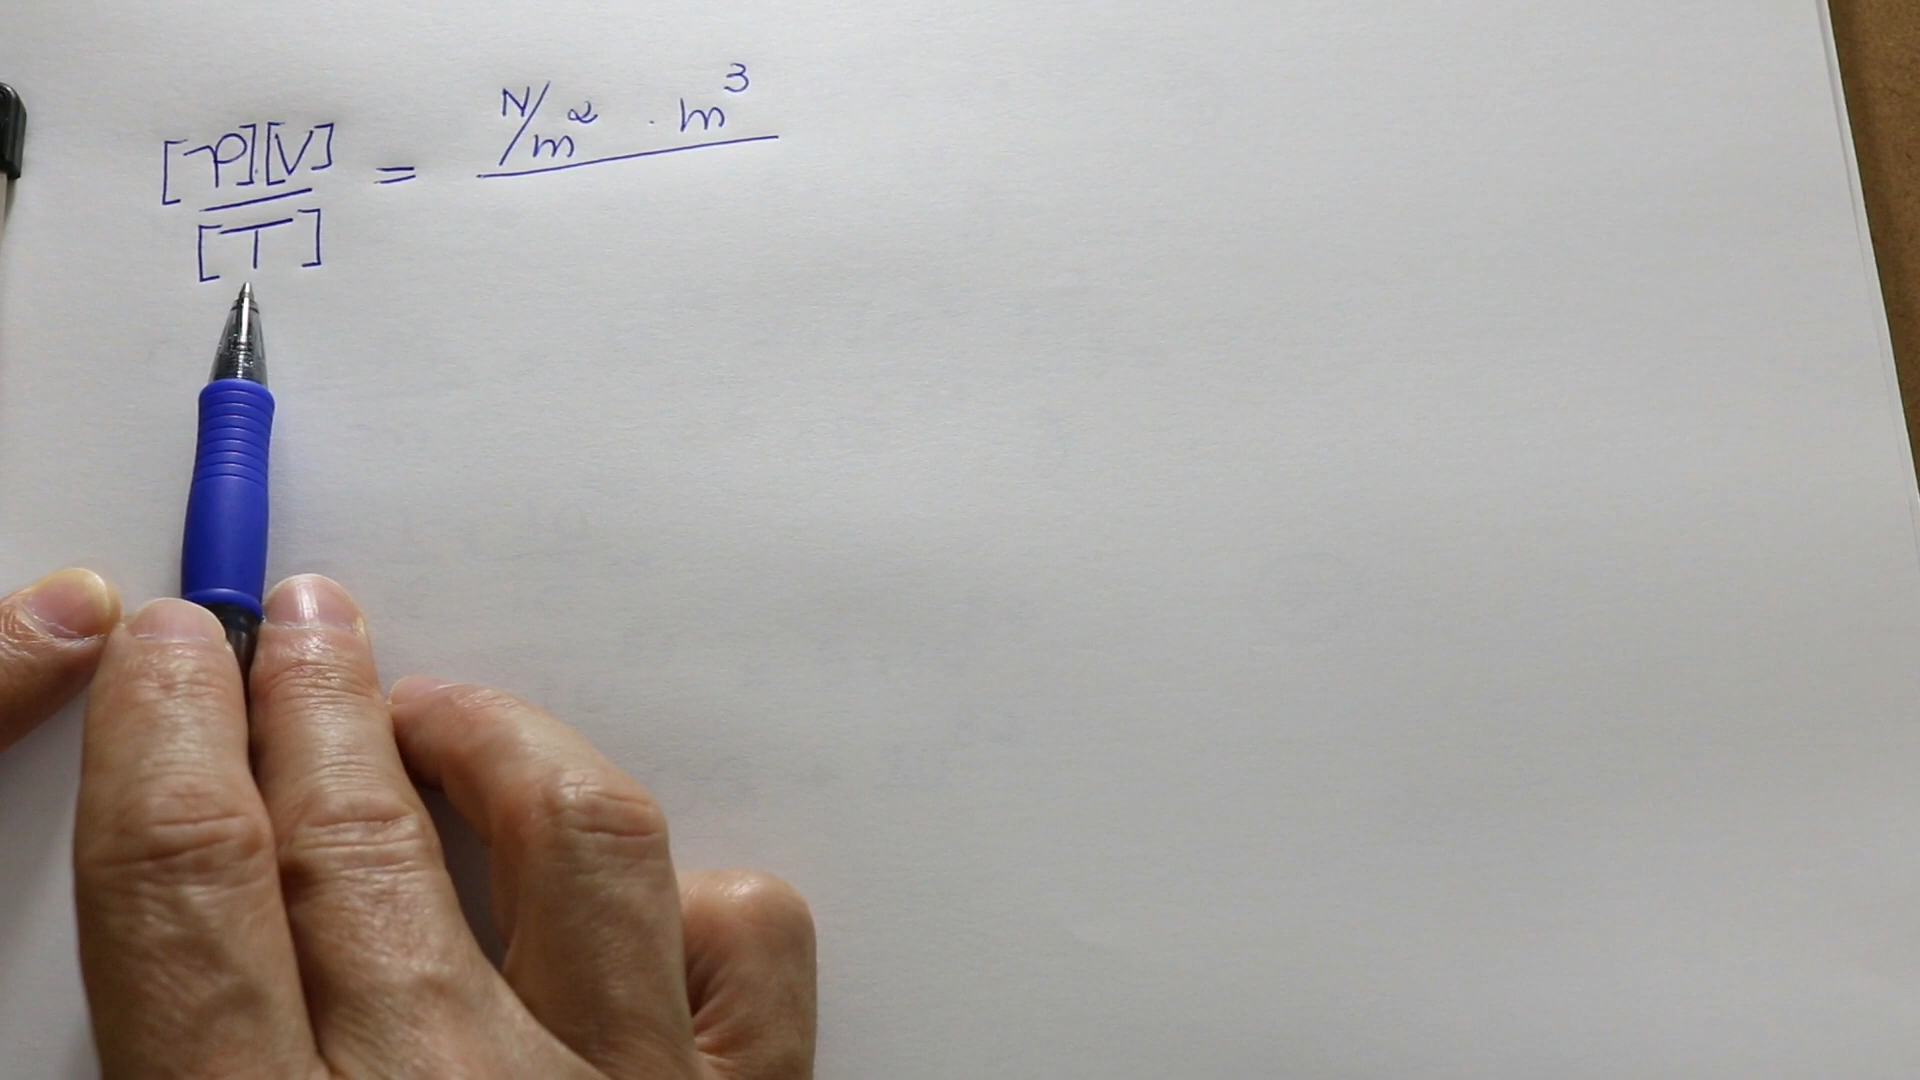 [P][V] / [T] = N/m² · m³